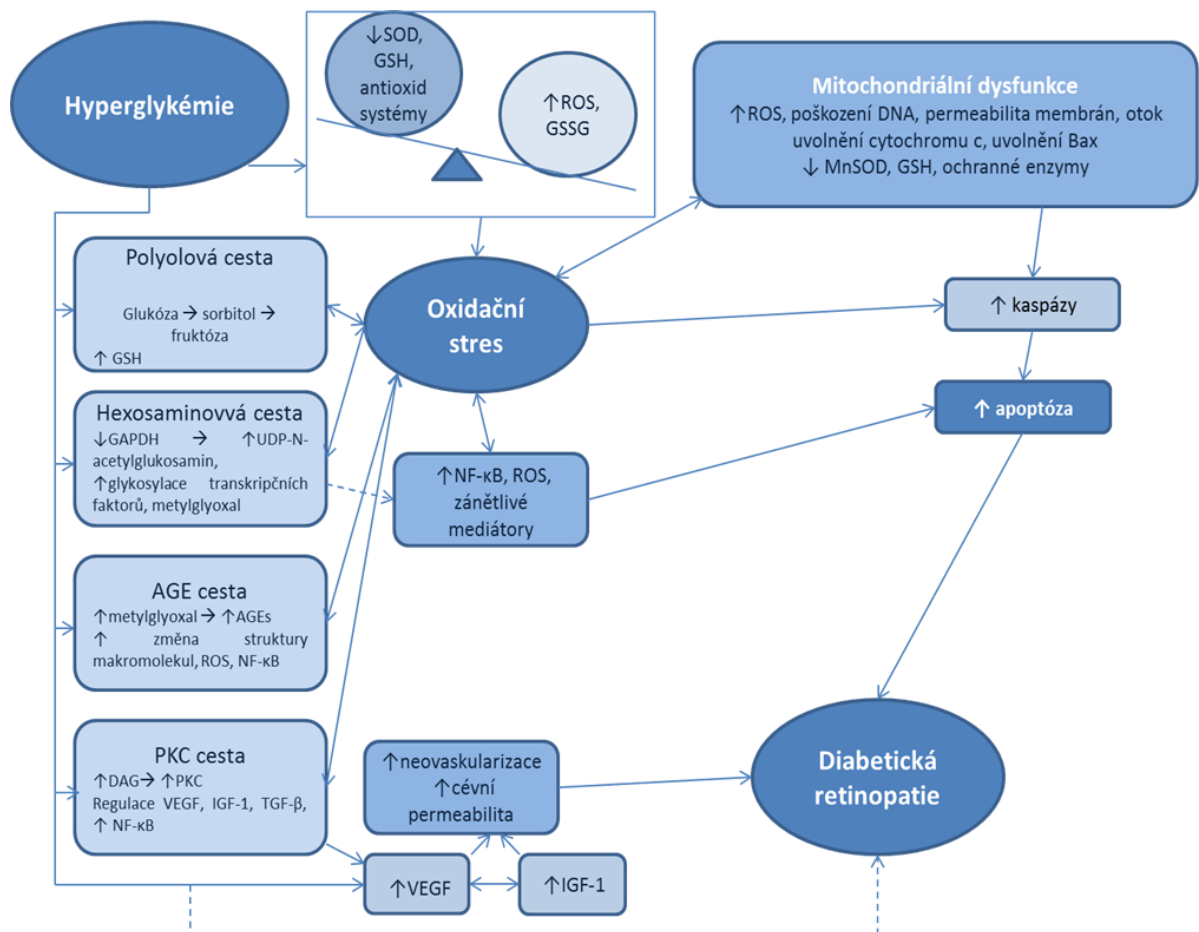 Hyperglykémie
↓SOD,
GSH,
antioxid
systémy
↑ROS,
GSSG
Mitochondriální dysfunkce
↑ROS, poškození DNA, permeabilita membrán, otok
uvolnění cytochromu c, uvolnění Bax
↓ MnSOD, GSH, ochranné enzymy
Polyolová cesta
Glukóza → sorbitol →
fruktóza
↑ GSH
Oxidační
stres
↑ kaspázy
Hexosaminovvá cesta
↓GAPDH → ↑UDP-N-
acetylglukosamin,
↑glykosylace transkripčních
faktorů, metylglyoxal
↑ apoptóza
↑NF-κB, ROS,
zánětlivé
mediátory
AGE cesta
↑metylglyoxal → ↑AGEs
↑ změna struktury
makromolekul, ROS, NF-κB
PKC cesta
↑DAG→ ↑PKC
Regulace VEGF, IGF-1, TGF-β,
↑ NF-κB
↑neovaskularizace
↑cévní
permeabilita
Diabetická
retinopatie
↑VEGF
↑IGF-1